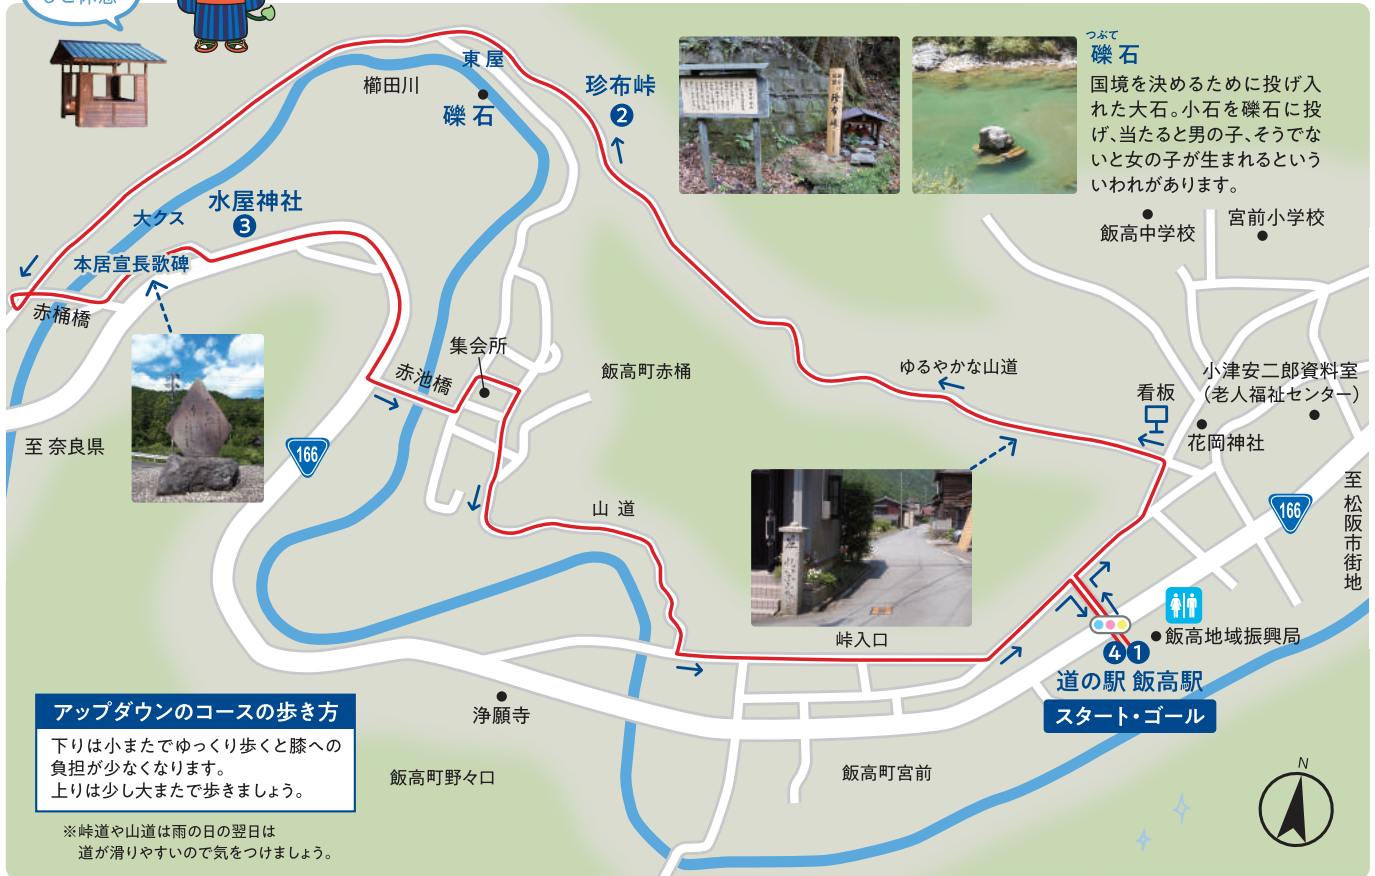 ひと休憩
東屋
櫛田川
礫石
珍布峠
2
つぶて
礫石
国境を決めるために投げ入
れた大石。小石を礫石に投
げ、当たると男の子、そうでな
いと女の子が生まれるという
いわれがあります。
飯高中学校
宮前小学校
水屋神社
3
大クス
本居宣長歌碑
赤桶橋
至 奈良県
166
集会所
赤池橋
飯高町赤桶
ゆるやかな山道
看板
小津安二郎資料室
(老人福祉センター)
花岡神社
166
至 松阪市街地
山 道
峠入口
飯高地域振興局
4 1
道の駅 飯高駅
スタート・ゴール
浄願寺
飯高町野々口
飯高町宮前
アップダウンのコースの歩き方
下りは小またでゆっくり歩くと膝への
負担が少なくなります。
上りは少し大またで歩きましょう。
※峠道や山道は雨の日の翌日は
道が滑りやすいので気をつけましょう。
N